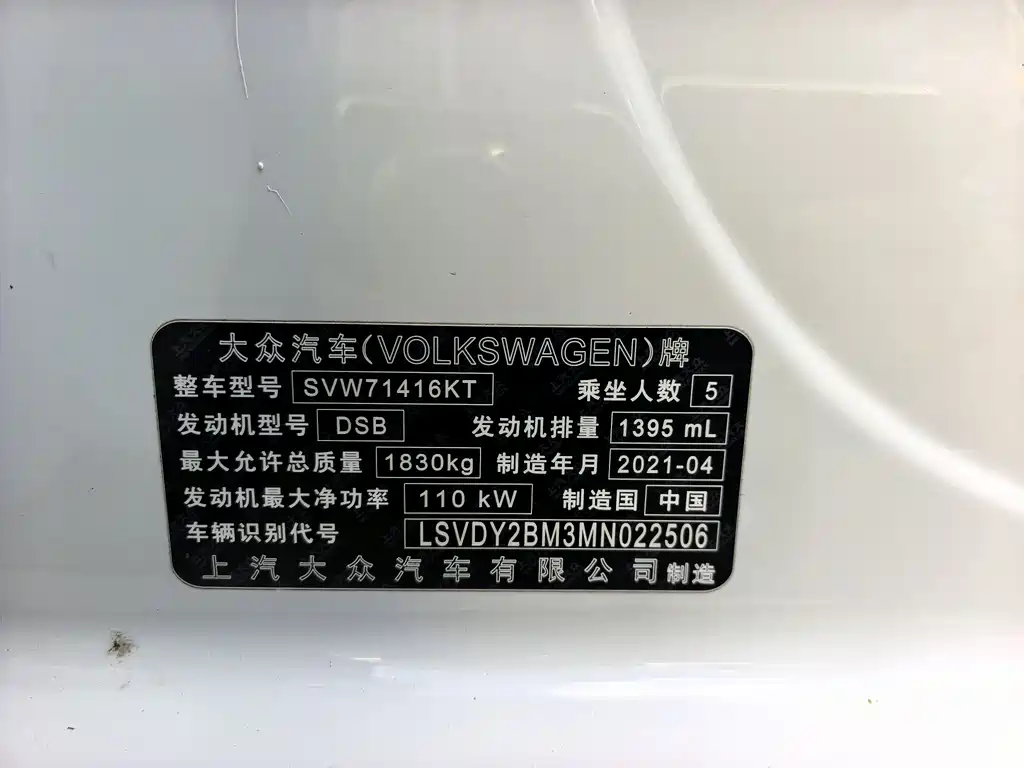 大众汽车(VOLKSWAGEN)牌
整车型号 SVW71416KT 乘坐人数 5
发动机型号 DSB 发动机排量 1395 mL
最大允许总质量 1830kg 制造年月 2021-04
发动机最大净功率 110 kW 制造国 中国
车辆识别代号 LSVDY2BM3MN022506
上汽大众汽车有限公司制造